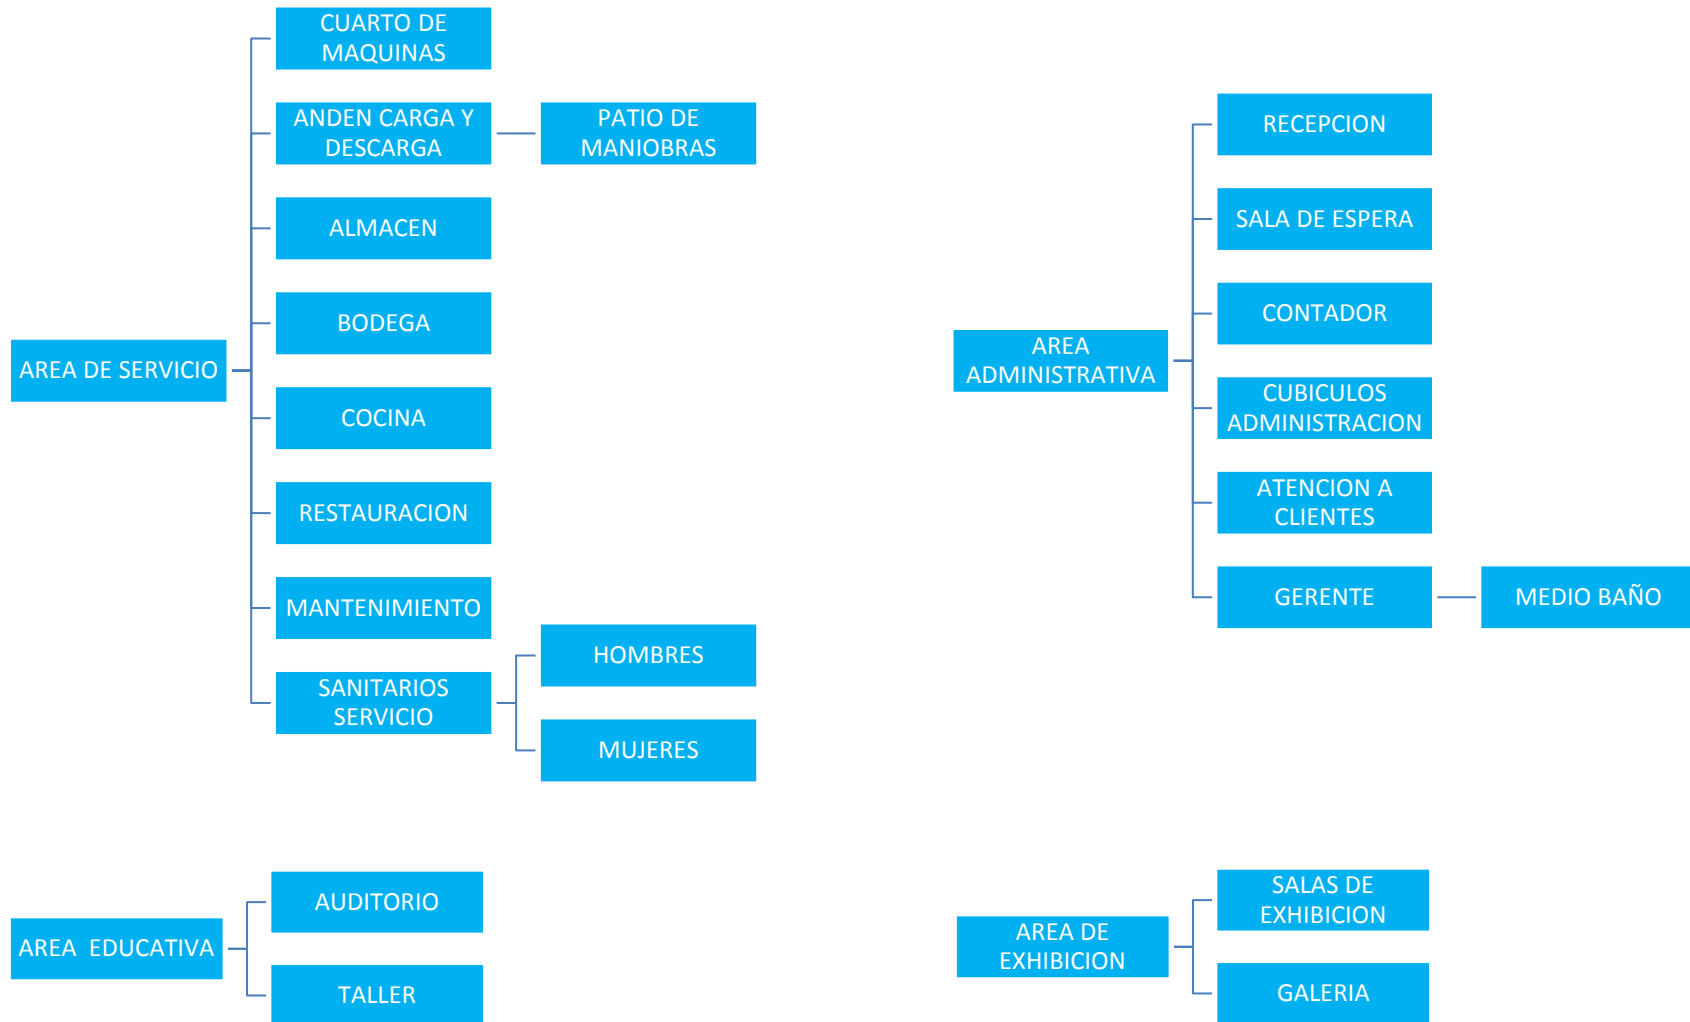 CUARTO DE
MAQUINAS
ANDEN CARGA Y
DESCARGA
PATIO DE
MANIOBRAS
ALMACEN
BODEGA
AREA DE SERVICIO
COCINA
RESTAURACION
MANTENIMIENTO
SANITARIOS
SERVICIO
HOMBRES
MUJERES
RECEPCION
SALA DE ESPERA
CONTADOR
AREA
ADMINISTRATIVA
CUBICULOS
ADMINISTRACION
ATENCION A
CLIENTES
GERENTE
MEDIO BAÑO
AUDITORIO
AREA  EDUCATIVA
TALLER
SALAS DE
EXHIBICION
AREA DE
EXHIBICION
GALERIA